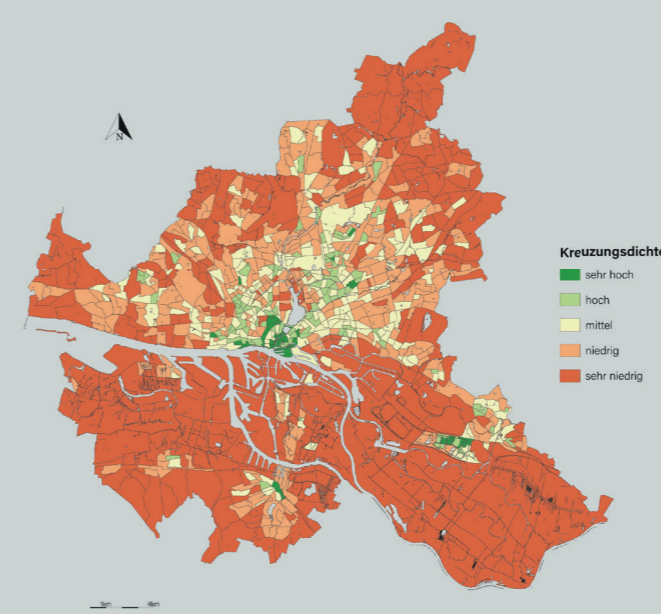 N
Kreuzungsdichte
sehr hoch
hoch
mittel
niedrig
sehr niedrig